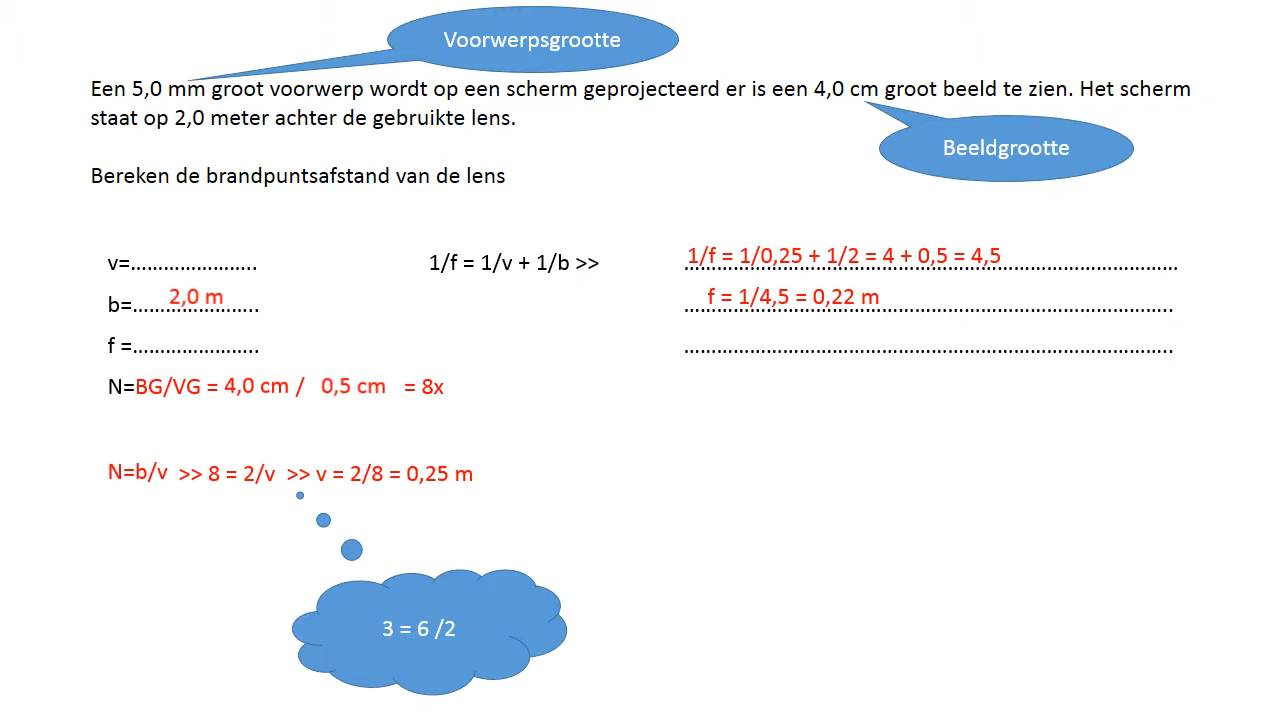 Voorwerpsgrootte
Een 5,0 mm groot voorwerp wordt op een scherm geprojecteerd er is een 4,0 cm groot beeld te zien. Het scherm
staat op 2,0 meter achter de gebruikte lens.
Beeldgrootte
Bereken de brandpuntsafstand van de lens
v=.......................
1/f = 1/v + 1/b >>
1/f = 1/0,25 + 1/2 = 4 + 0,5 = 4,5
b=....................... 2,0 m
f = 1/4,5 = 0,22 m
f =.......................
.........................................................................................
N=BG/VG = 4,0 cm / 0,5 cm = 8x
N=b/v >> 8 = 2/v >> v = 2/8 = 0,25 m
3 = 6 /2